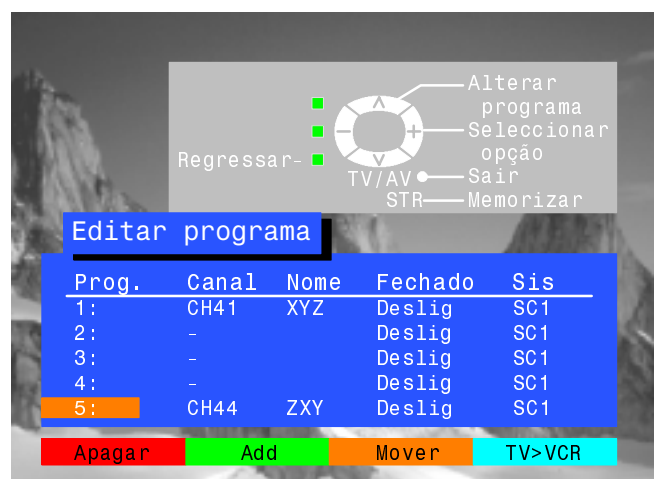 Alterar
programa
Seleccionar
opção
Regressar-
TV/AV Sair
STR Memorizar
Editar programa
Prog. Canal Nome Fechado Sis
1: CH41 XYZ Deslig SC1
2: - Deslig SC1
3: - Deslig SC1
4: - Deslig SC1
5: CH44 ZXY Deslig SC1
Apagar Add Mover TV>VCR